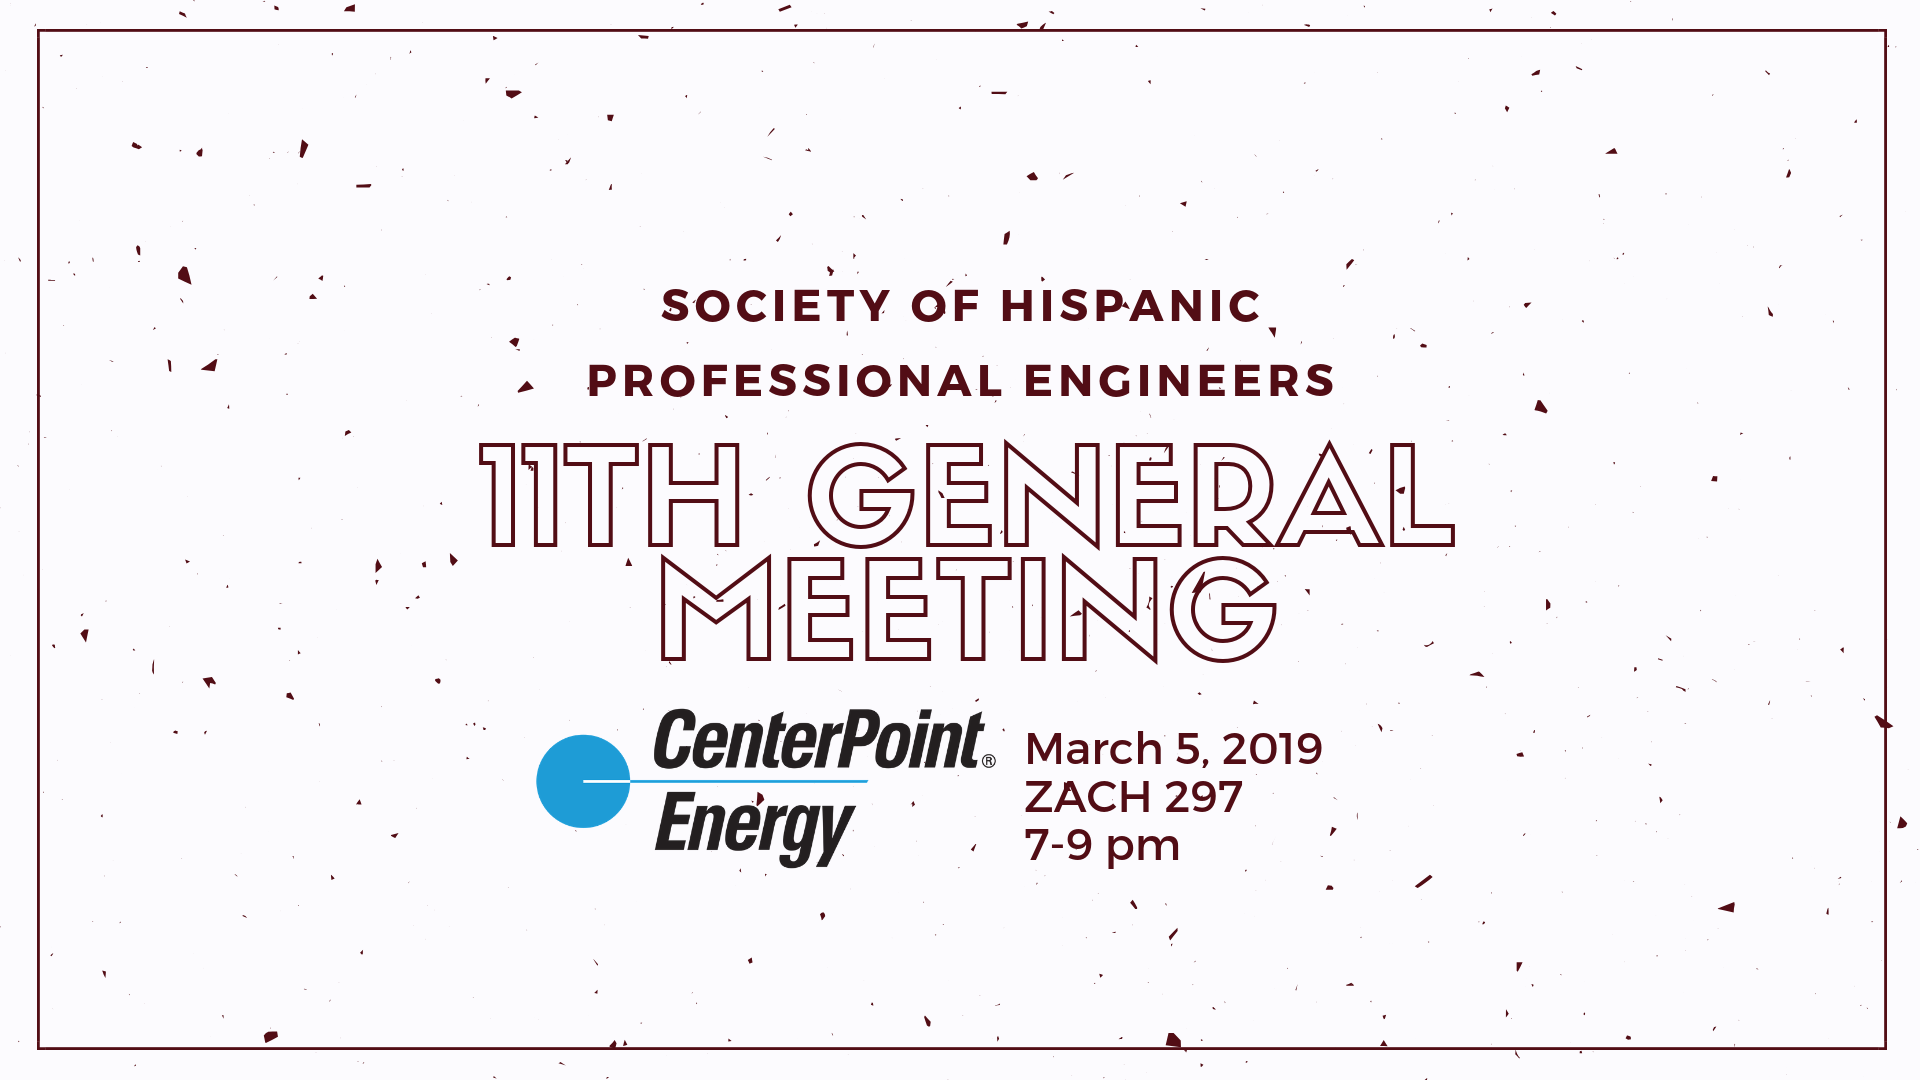 SOCIETY OF HISPANIC
PROFESSIONAL ENGINEERS
11TH GENERAL
MEETING
CenterPoint®
Energy
March 5, 2019
ZACH 297
7-9 pm